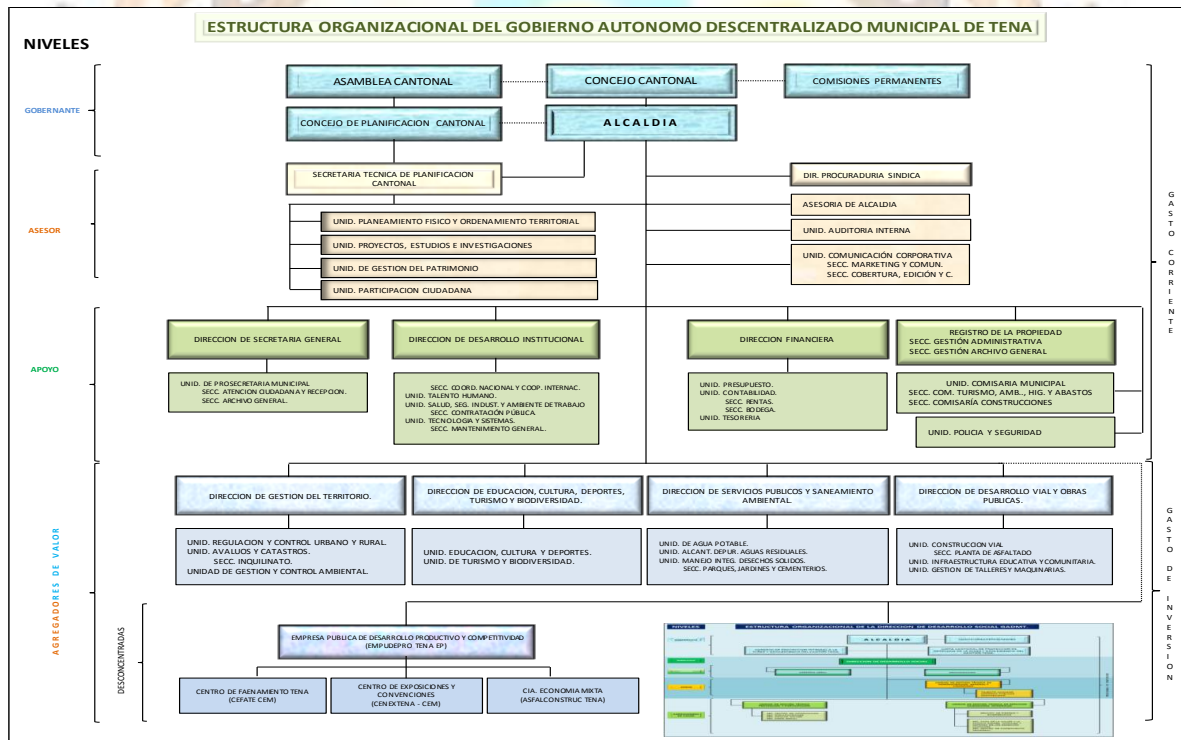 ESTRUCTURA ORGANIZACIONAL DEL GOBIERNO AUTONOMO DESCENTRALIZADO MUNICIPAL DE TENA
NIVELES
ASAMBLEA CANTONAL
CONCEJO CANTONAL
COMISIONES PERMANENTES
GOBERNANTE
CONCEJO DE PLANIFICACION CANTONAL
ALCALDIA
SECRETARIA TECNICA DE PLANIFICACION
CANTONAL
DIR. PROCURADURIA SINDICA
ASESOR
UNID. PLANEAMIENTO FISICO Y ORDENAMIENTO TERRITORIAL
UNID. PROYECTOS, ESTUDIOS E INVESTIGACIONES
UNID. DE GESTION DEL PATRIMONIO
UNID. PARTICIPACION CIUDADANA
ASESORIA DE ALCALDIA
UNID. AUDITORIA INTERNA
UNID. COMUNICACIÓN CORPORATIVA
SECC. MARKETING Y COMUN.
SECC. COBERTURA, EDICIÓN Y C.
GASTO CORRIENTE
APOYO
DIRECCION DE SECRETARIA GENERAL
DIRECCION DE DESARROLLO INSTITUCIONAL
DIRECCION FINANCIERA
REGISTRO DE LA PROPIEDAD
SECC. GESTIÓN ADMINISTRATIVA
SECC. GESTIÓN ARCHIVO GENERAL
UNID. DE PROSECRETARIA MUNICIPAL
SECC. ATENCION CIUDADANA Y RECEPCION.
SECC. ARCHIVO GENERAL.
SECC. COORD. NACIONAL Y COOP. INTERNAC.
UNID. TALENTO HUMANO.
UNID. SALUD, SEG. INDUST. Y AMBIENTE DE TRABAJO
SECC. CONTRATACIÓN PÚBLICA.
UNID. TECNOLOGIA Y SISTEMAS.
SECC. MANTENIMIENTO GENERAL.
UNID. PRESUPUESTO.
UNID. CONTABILIDAD.
SECC. RENTAS.
SECC. BODEGA.
UNID. TESORERIA
UNID. COMISARIA MUNICIPAL
SECC. COM. TURISMO, AMB.., HIG. Y ABASTOS
SECC. COMISARÍA CONSTRUCCIONES
UNID. POLICIA Y SEGURIDAD
AGREGADORES DE VALOR
DIRECCION DE GESTION DEL TERRITORIO.
DIRECCION DE EDUCACION, CULTURA, DEPORTES,
TURISMO Y BIODIVERSIDAD.
DIRECCION DE SERVICIOS PUBLICOS Y SANEAMIENTO
AMBIENTAL.
DIRECCION DE DESARROLLO VIAL Y OBRAS
PUBLICAS.
UNID. REGULACION Y CONTROL URBANO Y RURAL.
UNID. AVALUOS Y CATASTROS.
SECC. INQUILINATO.
UNIDAD DE GESTION Y CONTROL AMBIENTAL.
UNID. EDUCACION, CULTURA Y DEPORTES.
UNID. DE TURISMO Y BIODIVERSIDAD.
UNID. DE AGUA POTABLE.
UNID. ALCANT. DEPUR. AGUAS RESIDUALES.
UNID. MANEJO INTEG. DESECHOS SOLIDOS.
SECC. PARQUES, JARDINES Y CEMENTERIOS.
UNID. CONSTRUCCION VIAL
SECC. PLANTA DE ASFALTADO
UNID. INFRAESTRUCTURA EDUCATIVA Y COMUNITARIA.
UNID. GESTION DE TALLERES Y MAQUINARIAS.
GASTO DE INVERSION
DESCONCENTRADAS
EMPRESA PUBLICA DE DESARROLLO PRODUCTIVO Y COMPETITIVIDAD
(EMPUDEPRO TENA EP)
CENTRO DE FAENAMIENTO TENA
(CEFATE CEM)
CENTRO DE EXPOSICIONES Y
CONVENCIONES
(CENEXTENA - CEM)
CIA. ECONOMIA MIXTA
(ASFALCONSTRUC TENA)
NIVELES
ESTRUCTURA ORGANIZACIONAL DE LA DIRECCION DE DESARROLLO SOCIAL GADMT.
ALCALDIA